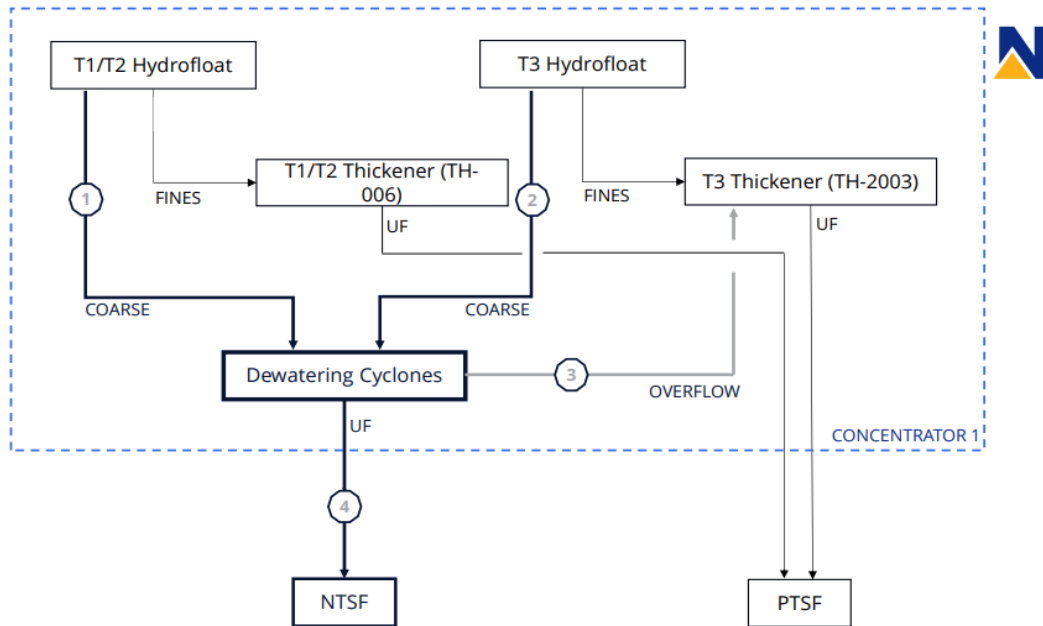 T1/T2 Hydrofloat
T3 Hydrofloat
T1/T2 Thickener (TH-
006)
T3 Thickener (TH-2003)
1
FINES
2
FINES
UF
UF
COARSE
COARSE
Dewatering Cyclones
3
OVERFLOW
UF
CONCENTRATOR 1
4
NTSF
PTSF
N